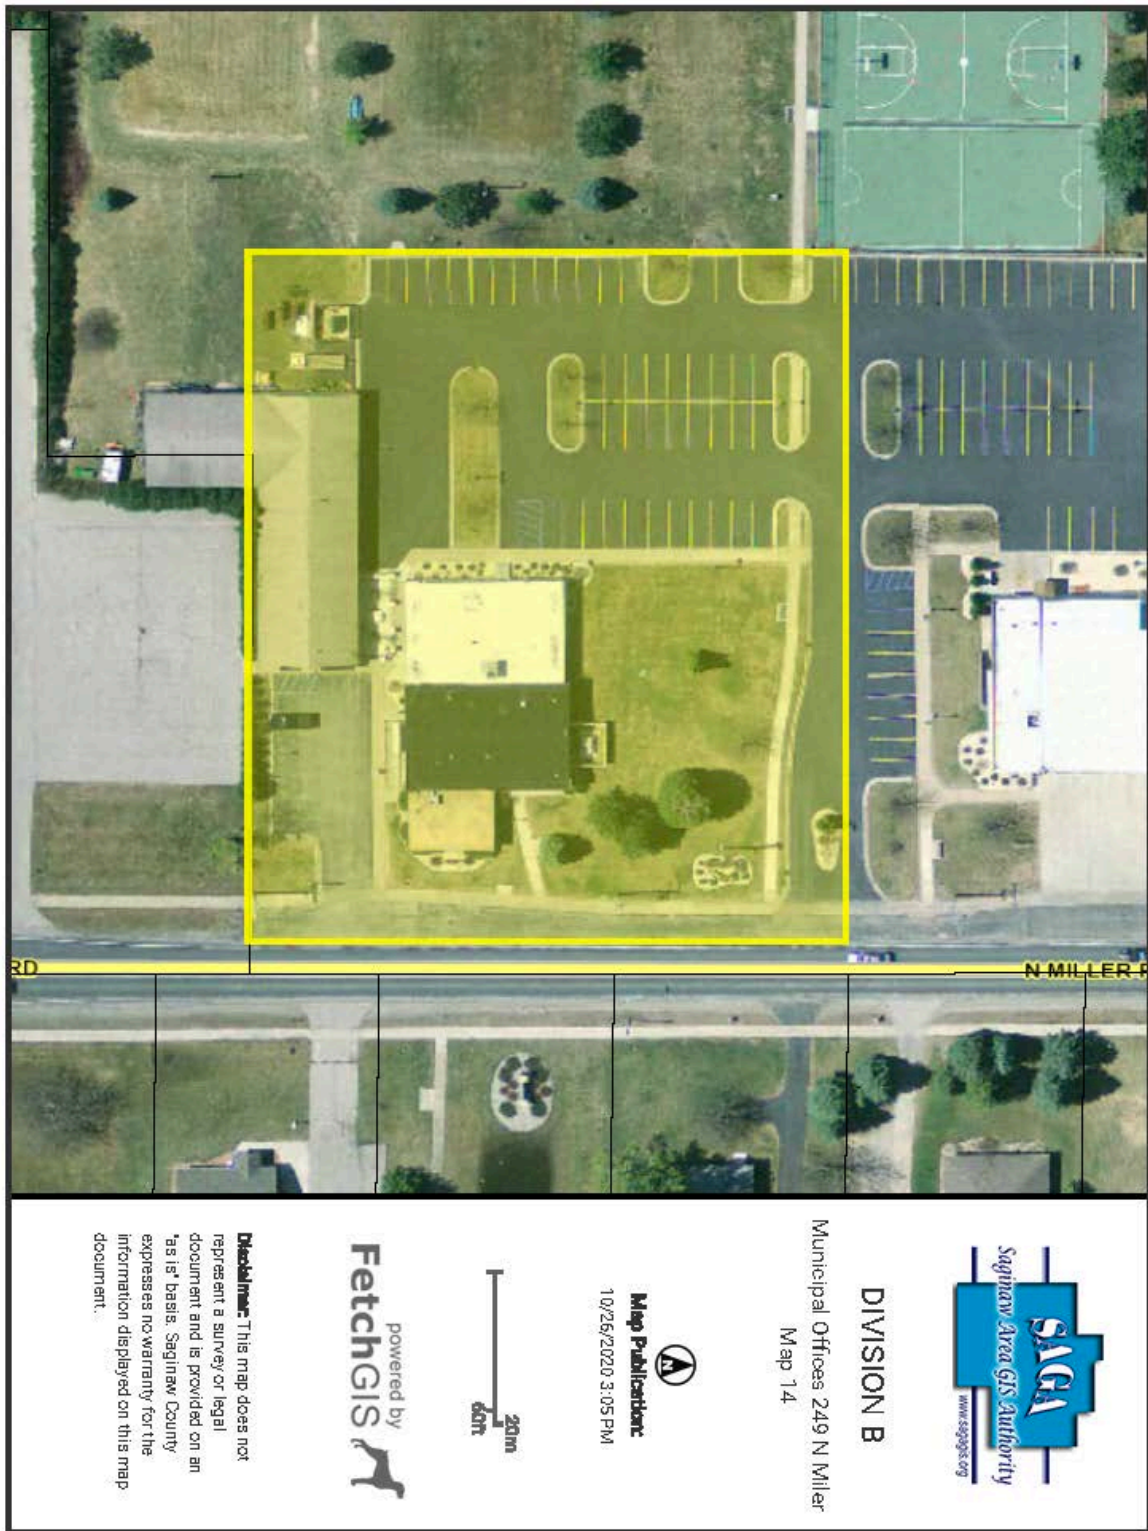 RD
N MILLER R
SAGA
Saginaw Area GIS Authority
www.sagagis.org
DIVISION B
Municipal Offices 249 N Miler
Map 14
N
Map Publication:
10/26/2020 3:05 PM
20m
60ft
powered by
FetchGIS
Disclaimer: This map does not
represent a survey or legal
document and is provided on an
"as is" basis. Saginaw County
expresses no warranty for the
information displayed on this map
document.